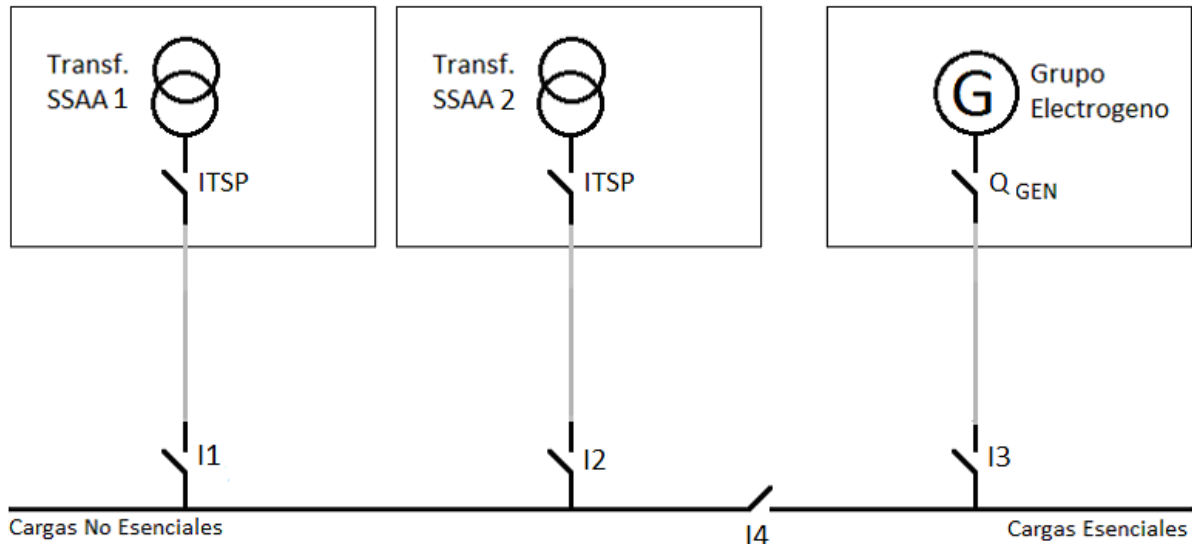 Transf.
SSAA 1
ITSP
Transf.
SSAA 2
ITSP
G
Grupo
Electrogeno
Q GEN
I1
I2
I3
I4
Cargas No Esenciales
Cargas Esenciales